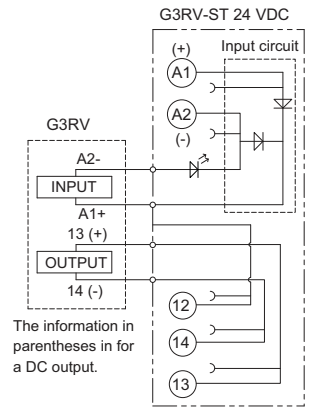 G3RV-ST 24 VDC
(+)
Input circuit
A1
A2
(-)
G3RV
A2-
INPUT
A1+
13 (+)
OUTPUT
14 (-)
12
14
13
The information in
parentheses in for
a DC output.